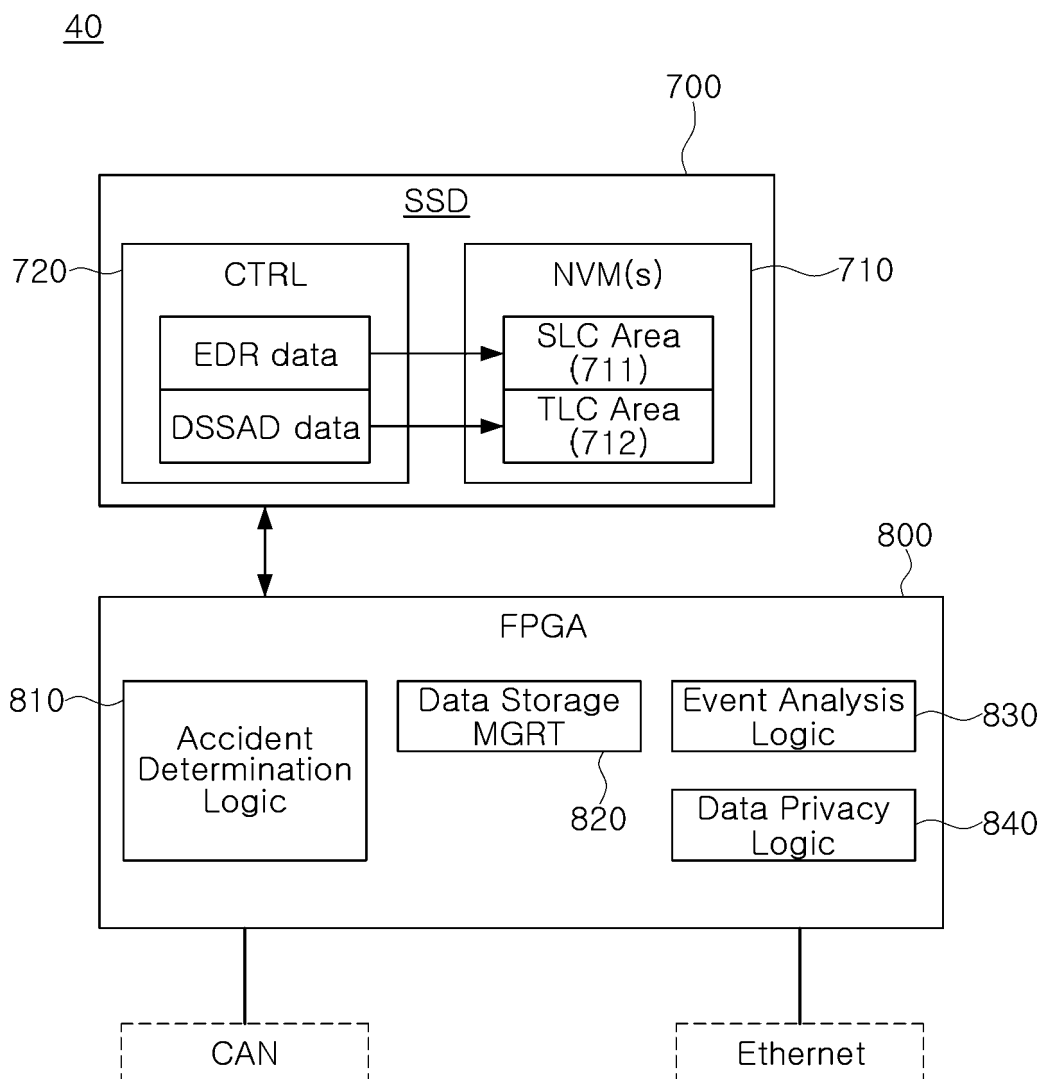 40
700
SSD
720
CTRL
NVM(s)
710
EDR data
SLC Area
(711)
DSSAD data
TLC Area
(712)
800
FPGA
810
Accident
Determination
Logic
Data Storage
MGRT
820
Event Analysis
Logic
830
Data Privacy
Logic
840
CAN
Ethernet